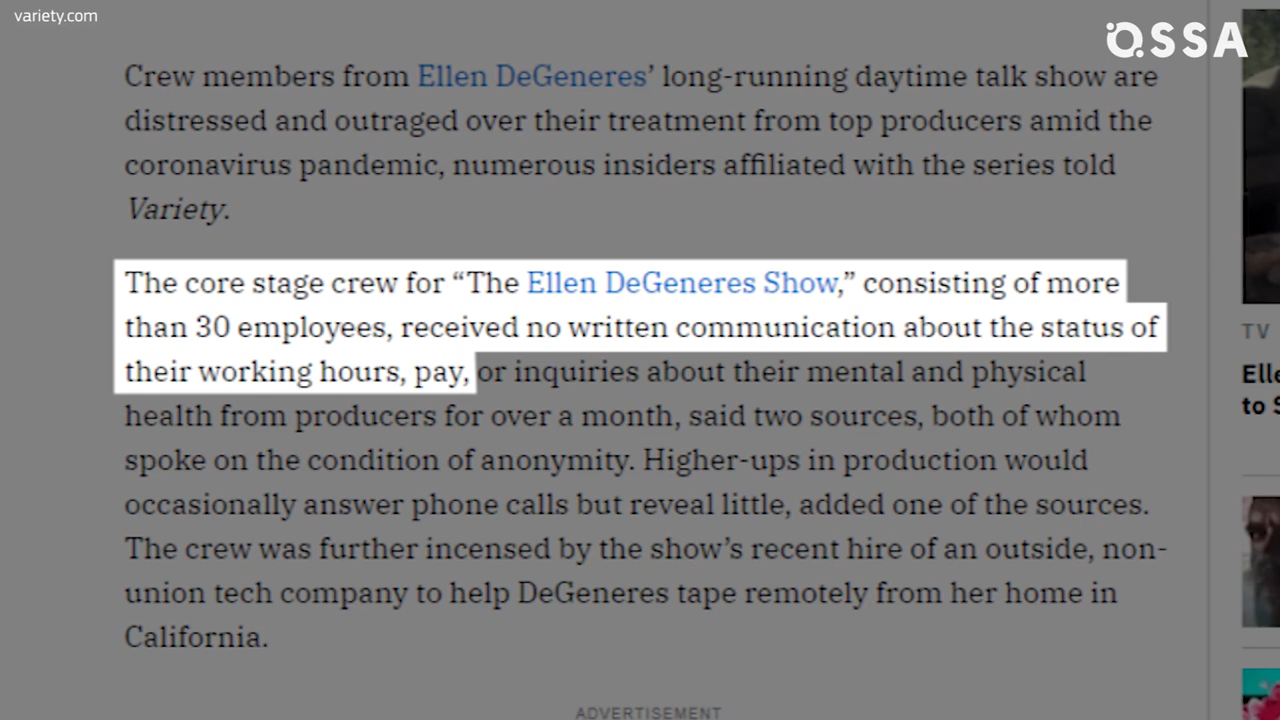 variety.com
OSSA
Crew members from Ellen DeGeneres’ long-running daytime talk show are
distressed and outraged over their treatment from top producers amid the
coronavirus pandemic, numerous insiders affiliated with the series told
Variety.
The core stage crew for “The Ellen DeGeneres Show,” consisting of more
than 30 employees, received no written communication about the status of
their working hours, pay, or inquiries about their mental and physical
health from producers for over a month, said two sources, both of whom
spoke on the condition of anonymity. Higher-ups in production would
occasionally answer phone calls but reveal little, added one of the sources.
The crew was further incensed by the show’s recent hire of an outside, non-
union tech company to help DeGeneres tape remotely from her home in
California.
ADVERTISEMENT
TV
to